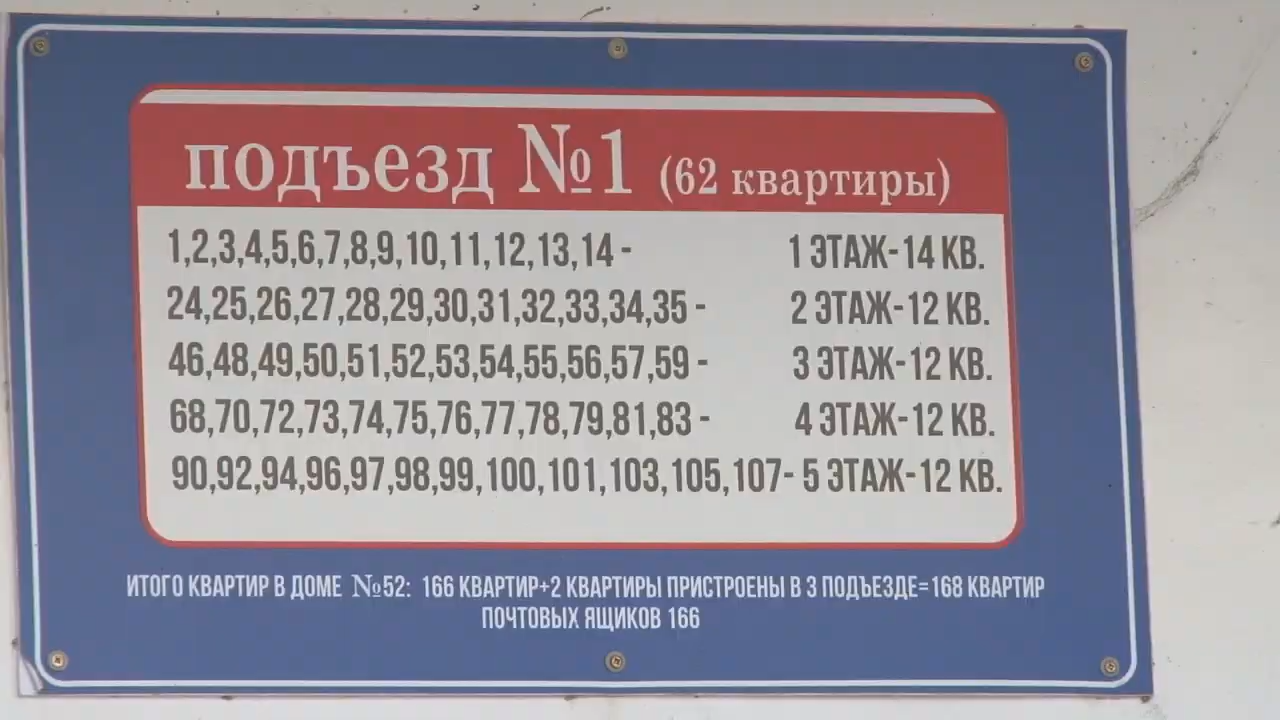 подъезд №1 (62 квартиры)
1,2,3,4,5,6,7,8,9,10,11,12,13,14 - 1 ЭТАЖ-14 КВ.
24,25,26,27,28,29,30,31,32,33,34,35 - 2 ЭТАЖ-12 КВ.
46,48,49,50,51,52,53,54,55,56,57,59 - 3 ЭТАЖ-12 КВ.
68,70,72,73,74,75,76,77,78,79,81,83 - 4 ЭТАЖ-12 КВ.
90,92,94,96,97,98,99,100,101,103,105,107- 5 ЭТАЖ-12 КВ.
ИТОГО КВАРТИР В ДОМЕ №52: 166 КВАРТИР+2 КВАРТИРЫ ПРИСТРОЕНЫ В 3 ПОДЪЕЗДЕ=168 КВАРТИР
ПОЧТОВЫХ ЯЩИКОВ 166